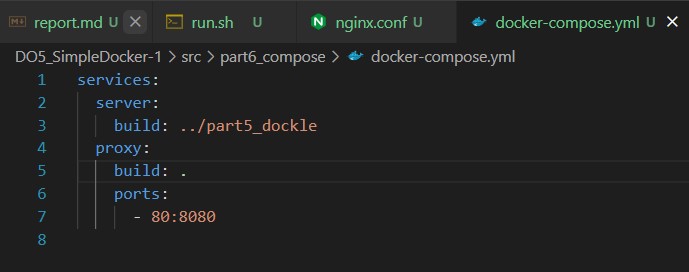 report.md U ×
run.sh U
nginx.conf U
docker-compose.yml U ×
DO5_SimpleDocker-1 > src > part6_compose > docker-compose.yml
1 services:
2   server:
3     build: ../part5_dockle
4   proxy:
5     build: .
6     ports:
7       - 80:8080
8